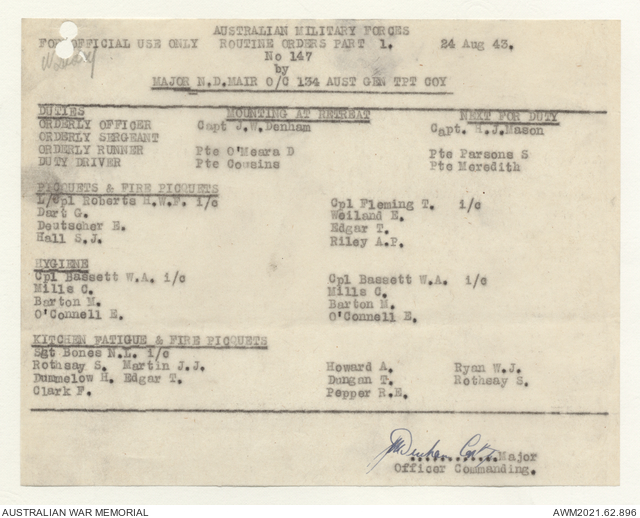 AUSTRALIAN MILITARY FORCES
FOR OFFICIAL USE ONLY ROUTINE ORDERS PART 1. 24 Aug 43.
No 147
by
MAJOR N.D.MAIR O/C 134 AUST GEN TPT COY
DUTIES MOUNTING AT RETREAT NEXT FOR DUTY
ORDERLY OFFICER Capt J.W.Denham Capt. H.J.Mason
ORDERLY SERGEANT
ORDERLY RUNNER Pte O'Meara D Pte Parsons S
DUTY DRIVER Pte Cousins Pte Meredith
PICQUETS & FIRE PICQUETS
L/Cpl Roberts H.W.F. i/c Cpl Fleming T. i/c
Dart G. Weiland E.
Deutscher E. Edgar T.
Hall S.J. Riley A.P.
HYGIENE
Cpl Bassett W.A. i/c Cpl Bassett W.A. i/c
Mills C. Mills C.
Barton M. Barton M.
O'Connell E. O'Connell E.
KITCHEN FATIGUE & FIRE PICQUETS
Sgt Bones N.L. i/c
Rothsay S. Martin J.J. Howard A. Ryan W.J.
Dummelow H. Edgar T. Dungan T. Rothsay S.
Clark F. Pepper R.E.
JWDenham Capt. Major
Officer Commanding.
AUSTRALIAN WAR MEMORIAL AWM2021.62.896